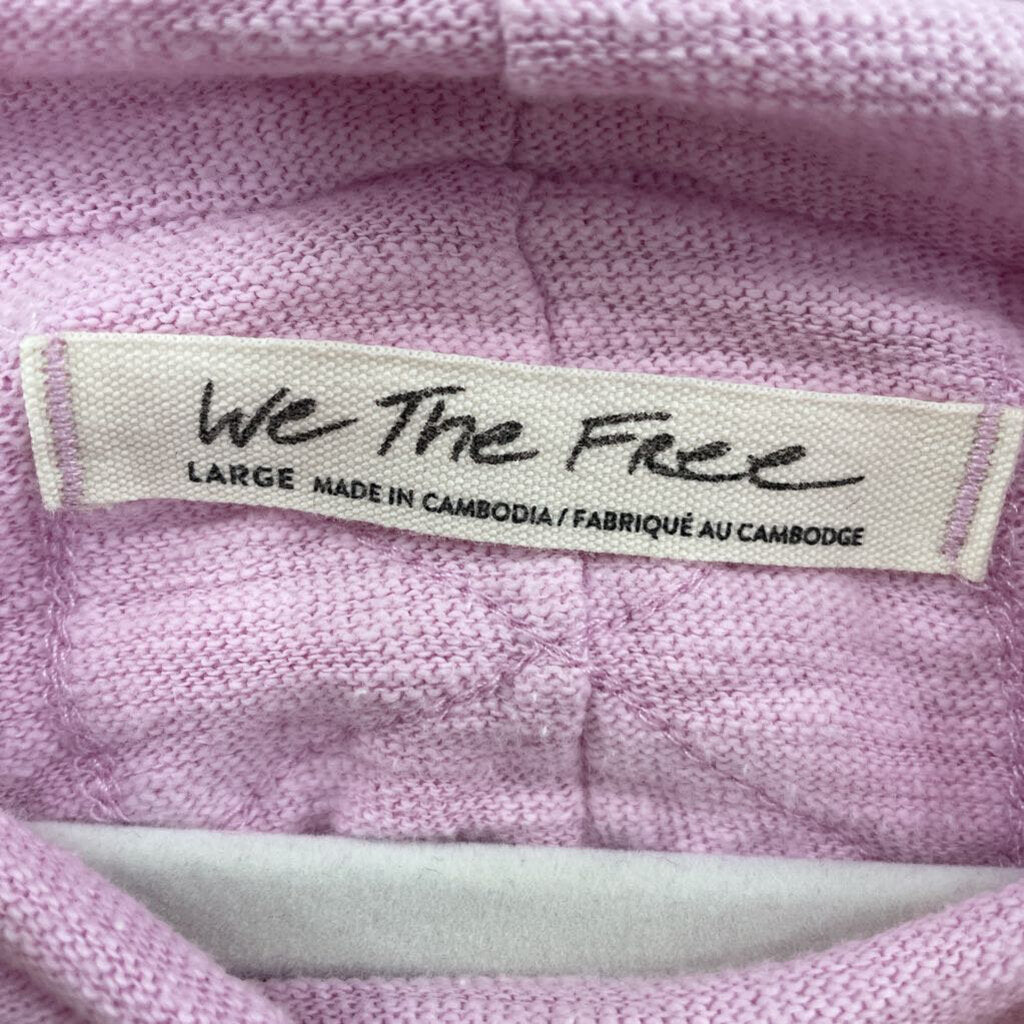 We The Free
LARGE MADE IN CAMBODIA / FABRIQUÉ AU CAMBODGE